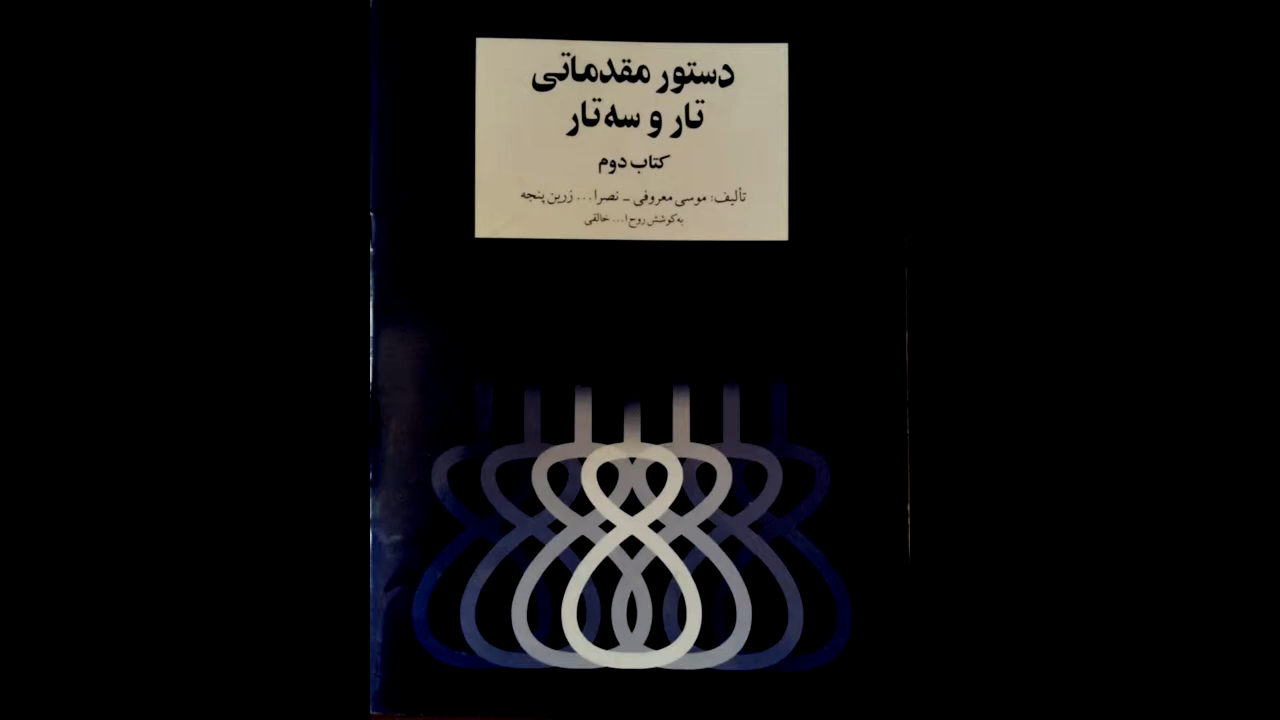 دستور مقدماتی
تار و سه‌تار
کتاب دوم
تألیف: موسی معروفی ـ نصرا... زرین پنجه
به‌کوشش روح ا... خالقی